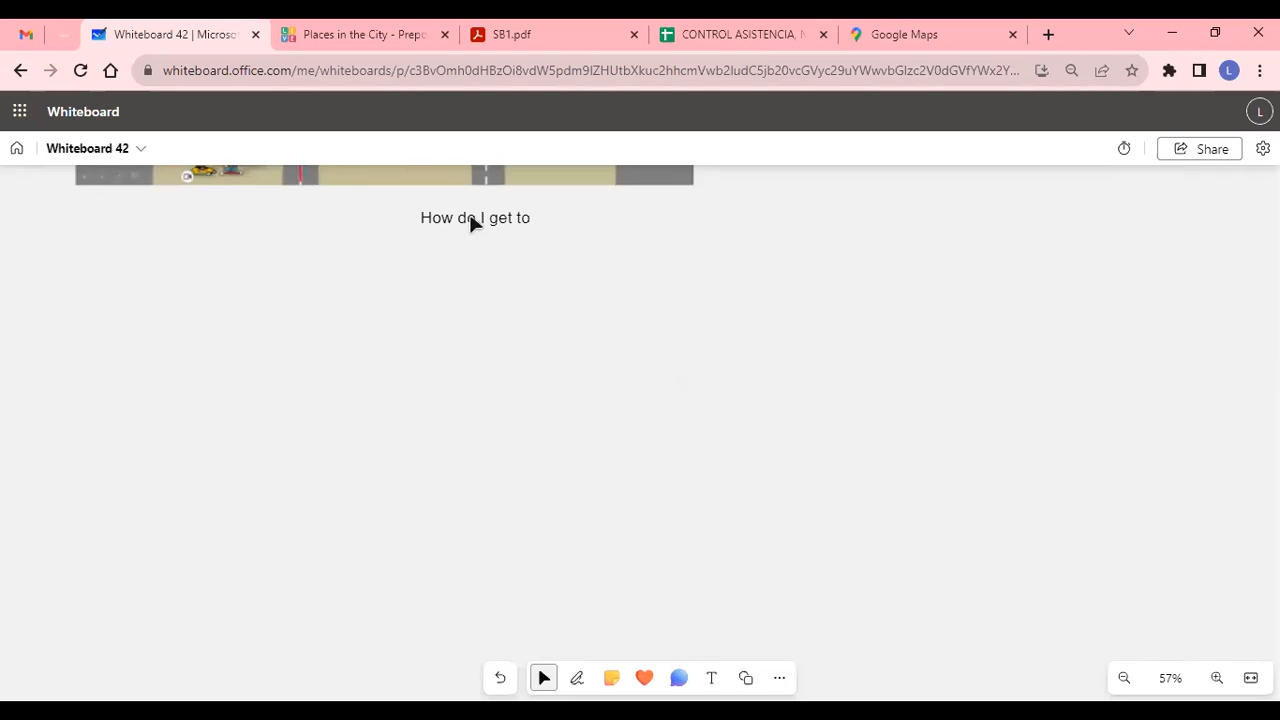 Whiteboard 42 | Microso
Places in the City - Prepo
SB1.pdf
CONTROL ASISTENCIA, N
Google Maps
whiteboard.office.com/me/whiteboards/p/c3BvOmh0dHBzOi8vdW5pdm9lZHUtbXkuc2hhcmVwb2ludC5jb20vcGVyc29uYWwvbGlzc2V0dGVfYWx2Y...
L
Whiteboard
L
Whiteboard 42
Share
How do I get to
T
57%